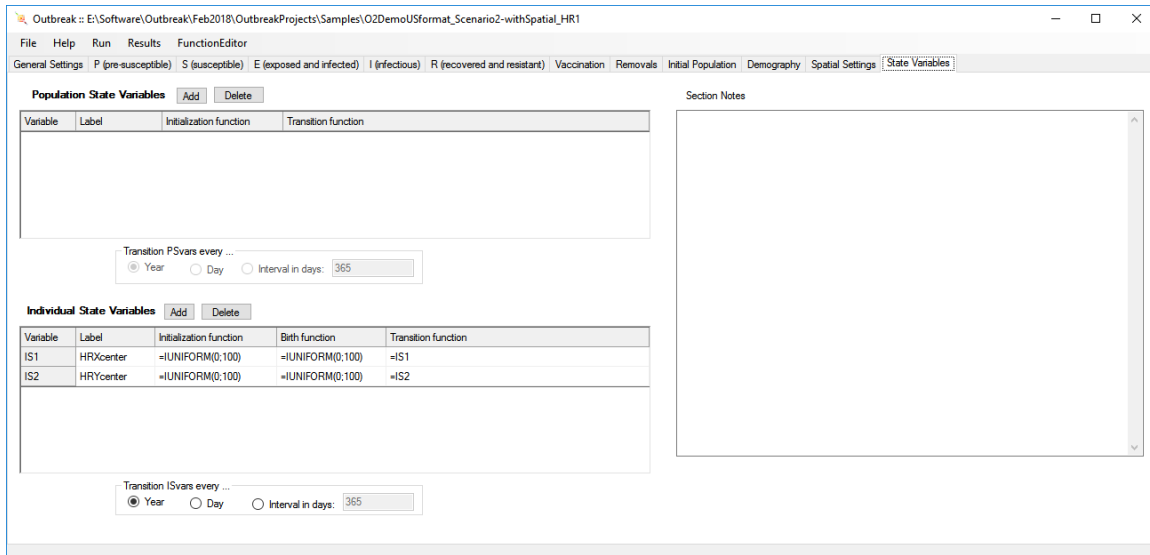 Outbreak :: E:\Software\Outbreak\Feb2018\OutbreakProjects\Samples\O2DemoUSformat_Scenario2-withSpatial_HR1
File Help Run Results FunctionEditor
General Settings P (pre-susceptible) S (susceptible) E (exposed and infected) I (infectious) R (recovered and resistant) Vaccination Removals Initial Population Demography Spatial Settings State Variables
Population State Variables Add Delete
Section Notes
Variable Label Initialization function Transition function
Transition PSvars every ...
Year Day Interval in days: 365
Individual State Variables Add Delete
Variable Label Initialization function Birth function Transition function
IS1 HRXcenter =IUNIFORM(0;100) =IUNIFORM(0;100) =IS1
IS2 HRYcenter =IUNIFORM(0;100) =IUNIFORM(0;100) =IS2
Transition ISvars every ...
Year Day Interval in days: 365